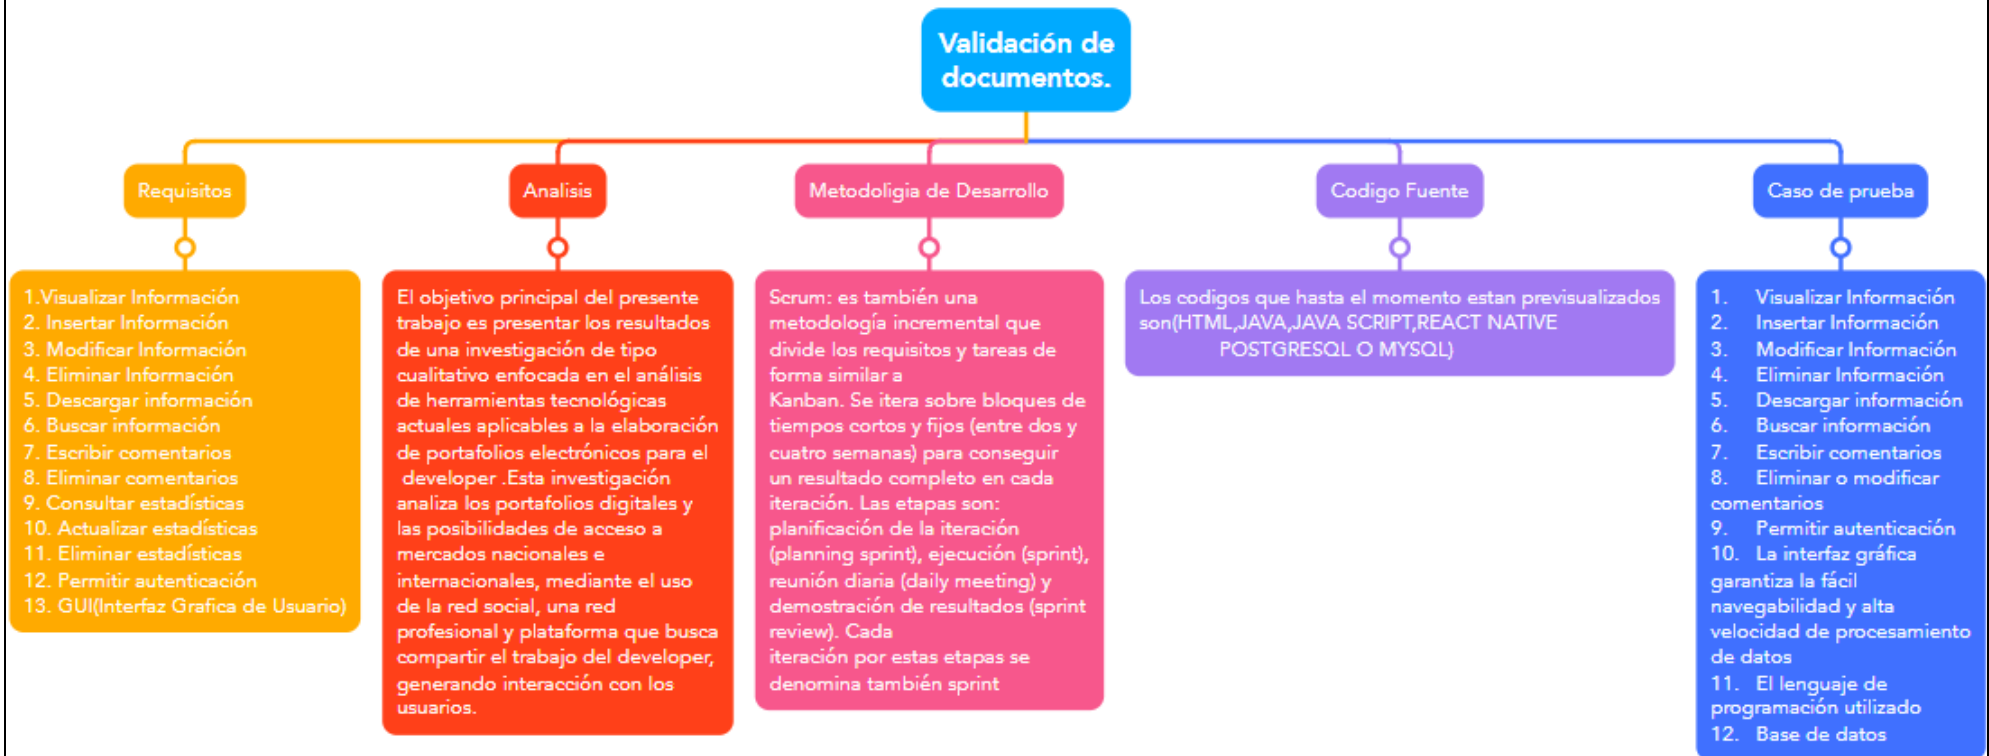 Validación de
documentos.
Requisitos
1.Visualizar Información
2. Insertar Información
3. Modificar Información
4. Eliminar Información
5. Descargar información
6. Buscar información
7. Escribir comentarios
8. Eliminar comentarios
9. Consultar estadísticas
10. Actualizar estadísticas
11. Eliminar estadísticas
12. Permitir autenticación
13. GUI(Interfaz Grafica de Usuario)
Analisis
El objetivo principal del presente
trabajo es presentar los resultados
de una investigación de tipo
cualitativo enfocada en el análisis
de herramientas tecnológicas
actuales aplicables a la elaboración
de portafolios electrónicos para el
developer .Esta investigación
analiza los portafolios digitales y
las posibilidades de acceso a
mercados nacionales e
internacionales, mediante el uso
de la red social, una red
profesional y plataforma que busca
compartir el trabajo del developer,
generando interacción con los
usuarios.
Metodoligia de Desarrollo
Scrum: es también una
metodología incremental que
divide los requisitos y tareas de
forma similar a
Kanban. Se itera sobre bloques de
tiempos cortos y fijos (entre dos y
cuatro semanas) para conseguir
un resultado completo en cada
iteración. Las etapas son:
planificación de la iteración
(planning sprint), ejecución (sprint),
reunión diaria (daily meeting) y
demostración de resultados (sprint
review). Cada
iteración por estas etapas se
denomina también sprint
Codigo Fuente
Los codigos que hasta el momento estan previsualizados
son(HTML,JAVA,JAVA SCRIPT,REACT NATIVE
POSTGRESQL O MYSQL)
Caso de prueba
1. Visualizar Información
2. Insertar Información
3. Modificar Información
4. Eliminar Información
5. Descargar información
6. Buscar información
7. Escribir comentarios
8. Eliminar o modificar
comentarios
9. Permitir autenticación
10. La interfaz gráfica
garantiza la fácil
navegabilidad y alta
velocidad de procesamiento
de datos
11. El lenguaje de
programación utilizado
12. Base de datos